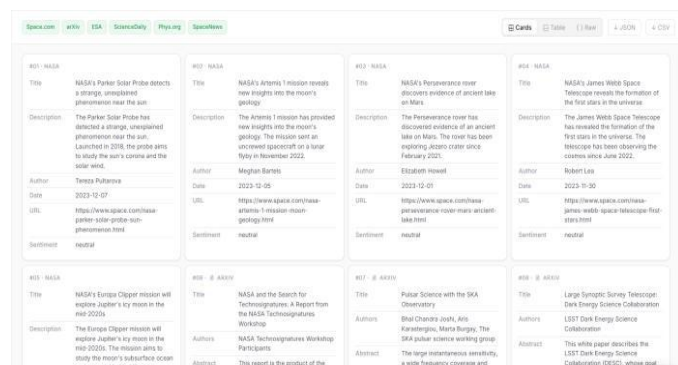 Space.com arXiv ESA ScienceDaily Phys.org SpaceNews
Cards Table Raw JSON CSV
#01 · NASA
Title NASA's Parker Solar Probe detects
a strange, unexplained
phenomenon near the sun
Description The Parker Solar Probe has
detected a strange, unexplained
phenomenon near the sun.
Launched in 2018, the probe aims
to study the sun's corona and the
solar wind.
Author Tereza Pultarova
Date 2023-12-07
URL https://www.space.com/nasa-
parker-solar-probe-sun-
phenomenon.html
Sentiment neutral
#02 · NASA
Title NASA's Artemis 1 mission reveals
new insights into the moon's
geology
Description The Artemis 1 mission has provided
new insights into the moon's
geology. The mission sent an
uncrewed spacecraft on a lunar
flyby in November 2022.
Author Meghan Bartels
Date 2023-12-05
URL https://www.space.com/nasa-
artemis-1-mission-moon-
geology.html
Sentiment neutral
#03 · NASA
Title NASA's Perseverance rover
discovers evidence of ancient lake
on Mars
Description The Perseverance rover has
discovered evidence of an ancient
lake on Mars. The rover has been
exploring Jezero crater since
February 2021.
Author Elizabeth Howell
Date 2023-12-01
URL https://www.space.com/nasa-
perseverance-rover-mars-ancient-
lake.html
Sentiment neutral
#04 · NASA
Title NASA's James Webb Space
Telescope reveals the formation of
the first stars in the universe
Description The James Webb Space Telescope
has revealed the formation of the
first stars in the universe. The
telescope has been observing the
cosmos since June 2022.
Author Robert Lea
Date 2023-11-30
URL https://www.space.com/nasa-
james-webb-space-telescope-first-
stars.html
Sentiment neutral
#05 · NASA
Title NASA's Europa Clipper mission will
explore Jupiter's icy moon in the
mid-2020s
Description The Europa Clipper mission will
explore Jupiter's icy moon in the
mid-2020s. The mission aims to
study the moon's subsurface ocean
#06 · ARXIV
Title NASA and the Search for
Technosignatures: A Report from
the NASA Technosignatures
Workshop
Authors NASA Technosignatures Workshop
Participants
Abstract This report is the product of the
#07 · ARXIV
Title Pulsar Science with the SKA
Observatory
Authors Bhal Chandra Joshi, Aris
Karastergiou, Marta Burgay, The
SKA pulsar science working group
Abstract The large instantaneous sensitivity,
a wide frequency coverage and
#08 · ARXIV
Title Large Synoptic Survey Telescope:
Dark Energy Science Collaboration
Authors LSST Dark Energy Science
Collaboration
Abstract This white paper describes the
LSST Dark Energy Science
Collaboration (DESC), whose goal